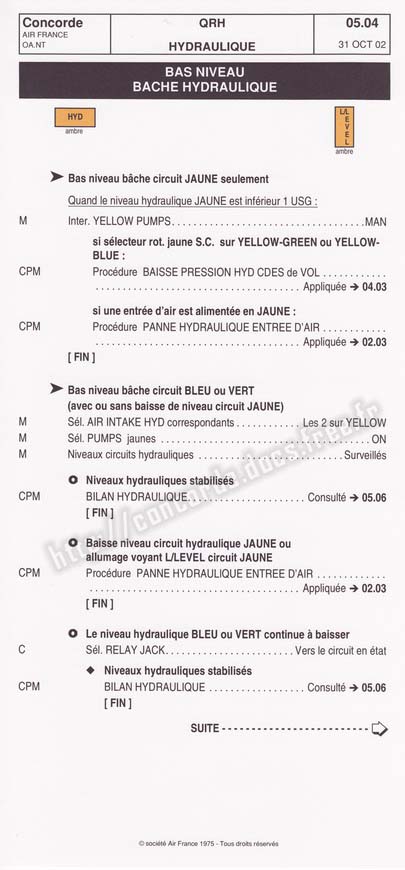 Concorde QRH 05.04
AIR FRANCE
OA.NT HYDRAULIQUE 31 OCT 02
BAS NIVEAU
BACHE HYDRAULIQUE
HYD
ambre
L/L
E
V
E
L
ambre
➤ Bas niveau bâche circuit JAUNE seulement
Quand le niveau hydraulique JAUNE est inférieur 1 USG :
M Inter. YELLOW PUMPS. . . . . . . . . . . . . . . . . . . . . . . . . . . . . . . . . . .MAN
si sélecteur rot. jaune S.C. sur YELLOW-GREEN ou YELLOW-
BLUE :
CPM Procédure BAISSE PRESSION HYD CDES de VOL . . . . . . . . . . . .
. . . . . . . . . . . . . . . . . . . . . . . . . . . . . . . . . . . . . Appliquée ➔ 04.03
si une entrée d'air est alimentée en JAUNE :
CPM Procédure PANNE HYDRAULIQUE ENTREE D'AIR . . . . . . . . . . . .
. . . . . . . . . . . . . . . . . . . . . . . . . . . . . . . . . . . . . Appliquée ➔ 02.03
[ FIN ]
➤ Bas niveau bâche circuit BLEU ou VERT
(avec ou sans baisse de niveau circuit JAUNE)
M Sél. AIR INTAKE HYD correspondants . . . . . . . . . . . . Les 2 sur YELLOW
M Sél. PUMPS jaunes . . . . . . . . . . . . . . . . . . . . . . . . . . . . . . . . . . . . . ON
M Niveaux circuits hydrauliques . . . . . . . . . . . . . . . . . . . . . . . . . . Surveillés
Niveaux hydrauliques stabilisés
CPM BILAN HYDRAULIQUE. . . . . . . . . . . . . . . . . . . . . Consulté ➔ 05.06
[ FIN ]
Baisse niveau circuit hydraulique JAUNE ou
allumage voyant L/LEVEL circuit JAUNE
CPM Procédure PANNE HYDRAULIQUE ENTREE D'AIR . . . . . . . . . . . .
. . . . . . . . . . . . . . . . . . . . . . . . . . . . . . . . . . . . . Appliquée ➔ 02.03
[ FIN ]
Le niveau hydraulique BLEU ou VERT continue à baisser
C Sél. RELAY JACK. . . . . . . . . . . . . . . . . . . . . . . Vers le circuit en état
◆ Niveaux hydrauliques stabilisés
CPM BILAN HYDRAULIQUE . . . . . . . . . . . . . . . . . Consulté ➔ 05.06
[ FIN ]
SUITE - - - - - - - - - - - - - - - - - - - - - -
© société Air France 1975 - Tous droits réservés
http://concorde.docs.free.fr